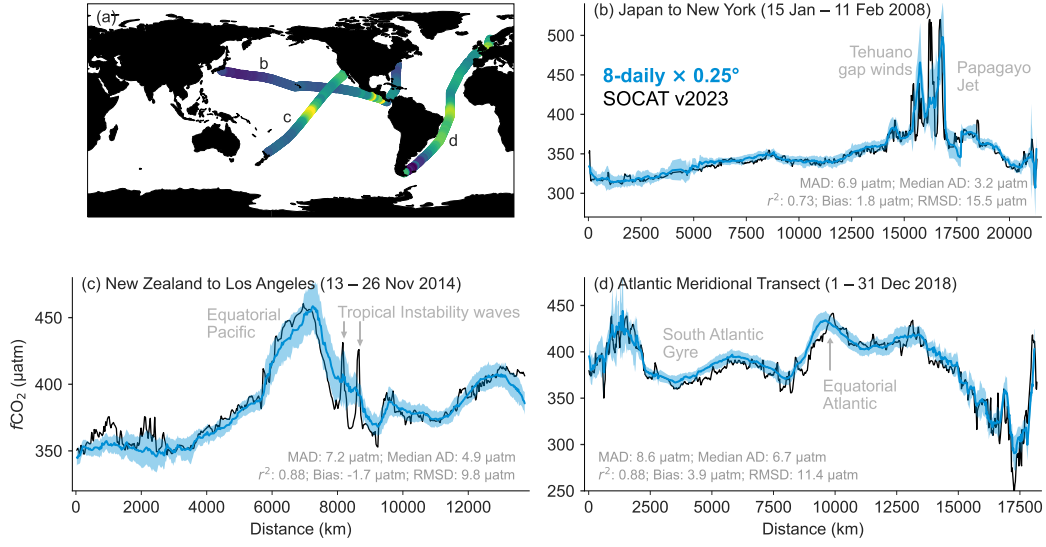 (a)
b
c
d
(b) Japan to New York (15 Jan – 11 Feb 2008)
500
450
400
350
300
8-daily × 0.25°
SOCAT v2023
Tehuano
gap winds
Papagayo
Jet
MAD: 6.9 µatm; Median AD: 3.2 µatm
r²: 0.73; Bias: 1.8 µatm; RMSD: 15.5 µatm
0 2500 5000 7500 10000 12500 15000 17500 20000
(c) New Zealand to Los Angeles (13 – 26 Nov 2014)
fCO₂ (µatm)
450
400
350
Equatorial
Pacific
Tropical Instability waves
MAD: 7.2 µatm; Median AD: 4.9 µatm
r²: 0.88; Bias: -1.7 µatm; RMSD: 9.8 µatm
0 2000 4000 6000 8000 10000 12000
Distance (km)
(d) Atlantic Meridional Transect (1 – 31 Dec 2018)
450
400
350
300
250
South Atlantic
Gyre
Equatorial
Atlantic
MAD: 8.6 µatm; Median AD: 6.7 µatm
r²: 0.88; Bias: 3.9 µatm; RMSD: 11.4 µatm
0 2500 5000 7500 10000 12500 15000 17500
Distance (km)